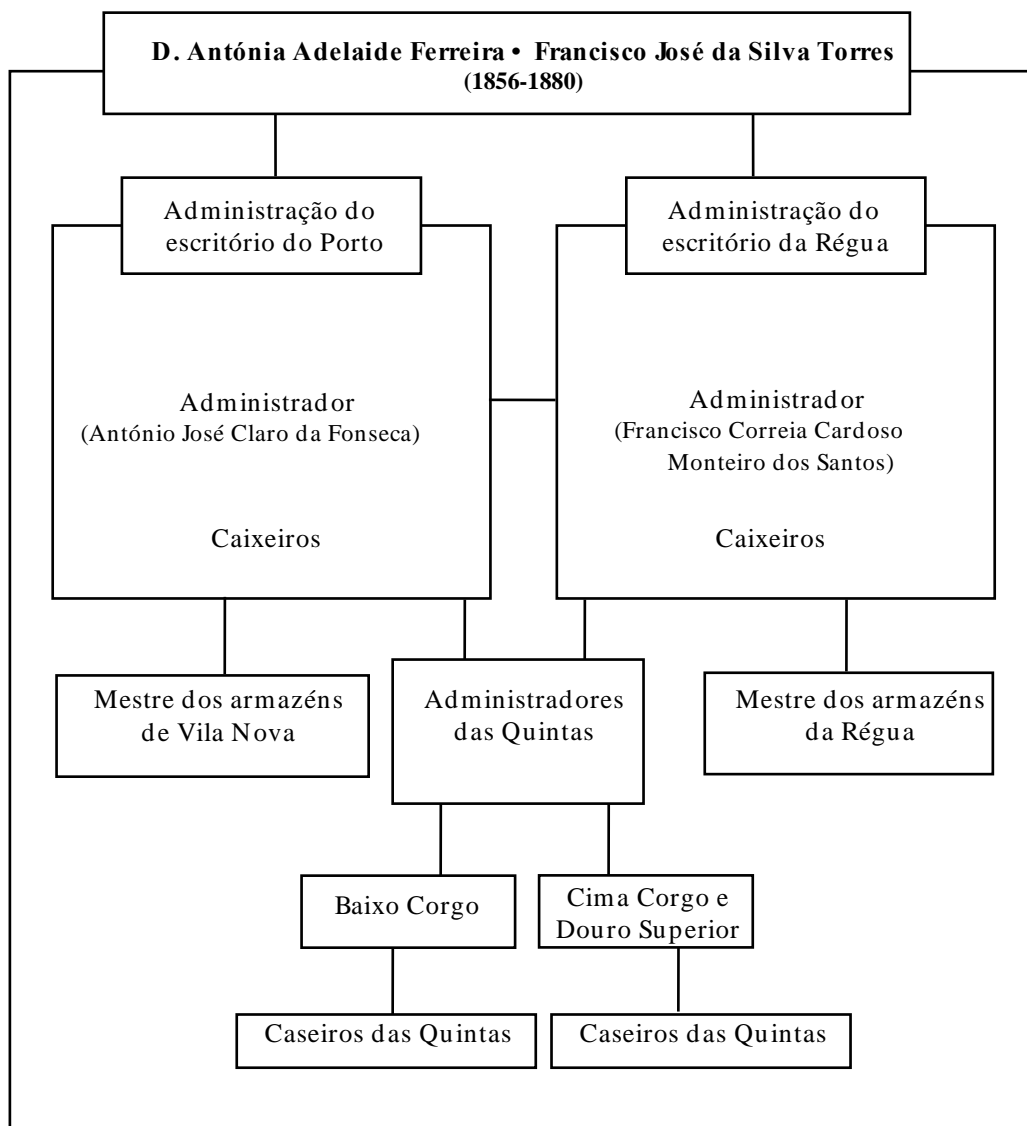 D. Antónia Adelaide Ferreira • Francisco José da Silva Torres
(1856-1880)
Administração do
escritório do Porto
Administração do
escritório da Régua
Administrador
(António José Claro da Fonseca)
Caixeiros
Administrador
(Francisco Correia Cardoso
Monteiro dos Santos)
Caixeiros
Mestre dos armazéns
de Vila Nova
Administradores
das Quintas
Mestre dos armazéns
da Régua
Baixo Corgo
Cima Corgo e
Douro Superior
Caseiros das Quintas
Caseiros das Quintas